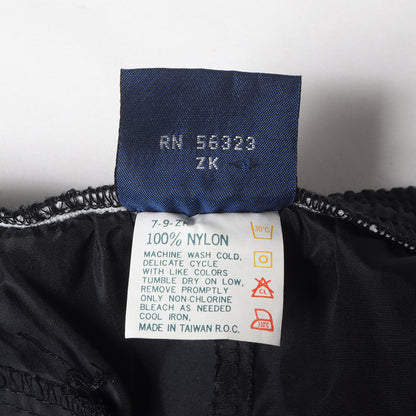 RN 56323
ZK
7-9-ZK
100% NYLON
MACHINE WASH COLD,
DELICATE CYCLE
WITH LIKE COLORS
TUMBLE DRY ON LOW,
REMOVE PROMPTLY
ONLY NON-CHLORINE
BLEACH AS NEEDED
COOL IRON,
MADE IN TAIWAN R.O.C.
30°C
CL